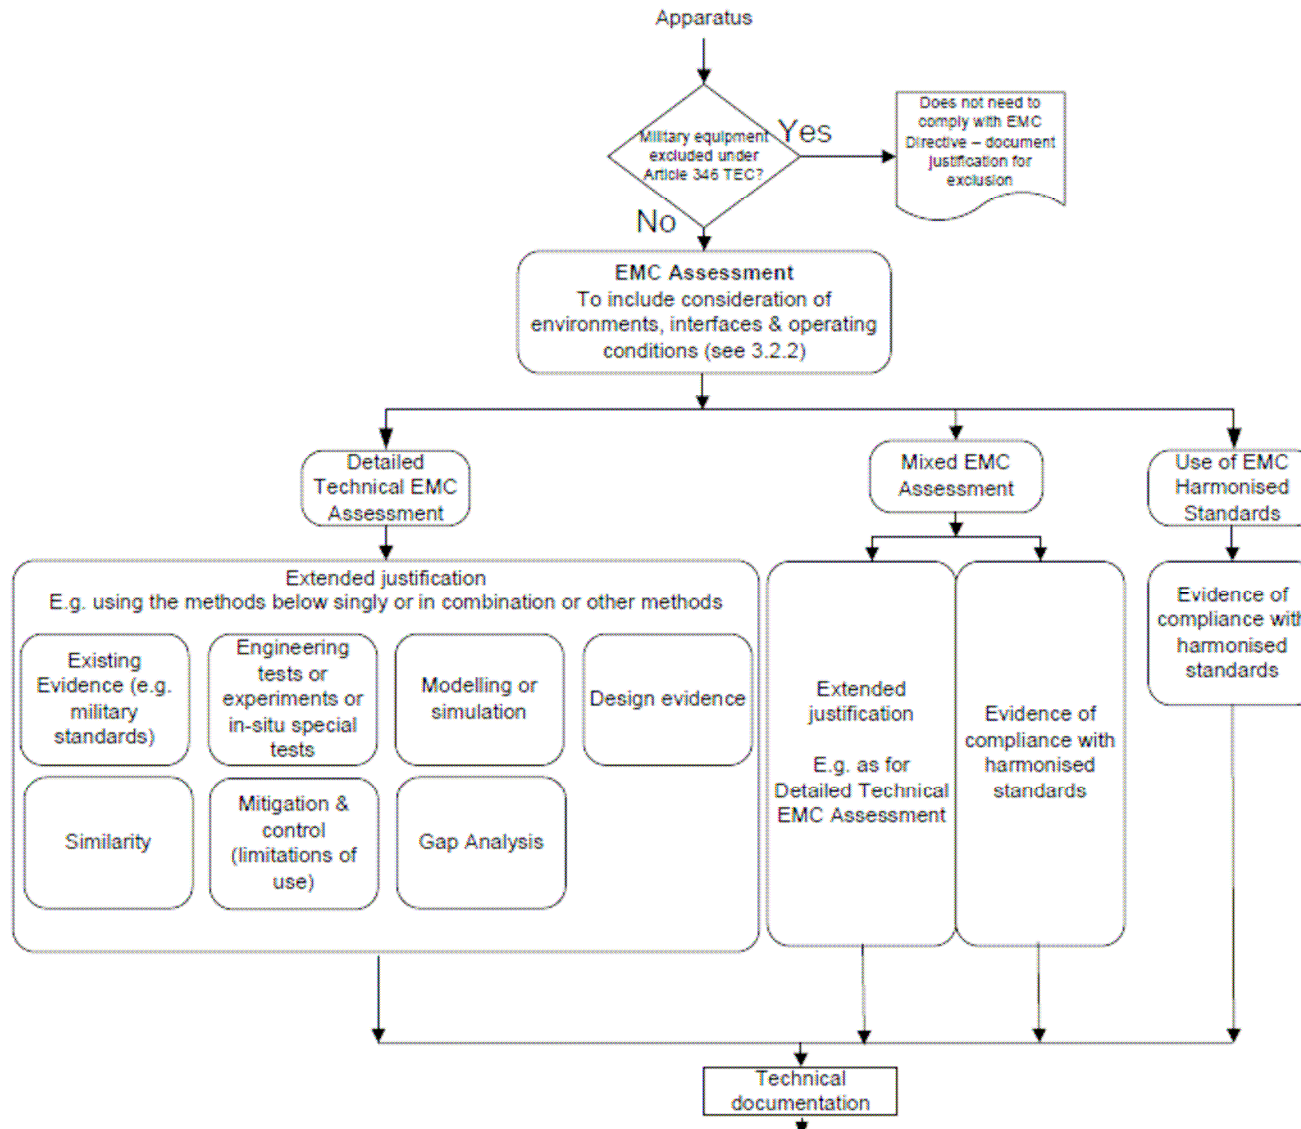 Apparatus
Military equipment
excluded under
Article 346 TEC?
Yes
Does not need to
comply with EMC
Directive – document
justification for
exclusion
No
EMC Assessment
To include consideration of
environments, interfaces & operating
conditions (see 3.2.2)
Detailed
Technical EMC
Assessment
Mixed EMC
Assessment
Use of EMC
Harmonised
Standards
Extended justification
E.g. using the methods below singly or in combination or other methods
Existing
Evidence (e.g.
military
standards)
Engineering
tests or
experiments or
in-situ special
tests
Modelling or
simulation
Design evidence
Similarity
Mitigation &
control
(limitations of
use)
Gap Analysis
Extended
justification
E.g. as for
Detailed Technical
EMC Assessment
Evidence of
compliance with
harmonised
standards
Evidence of
compliance with
harmonised
standards
Technical
documentation